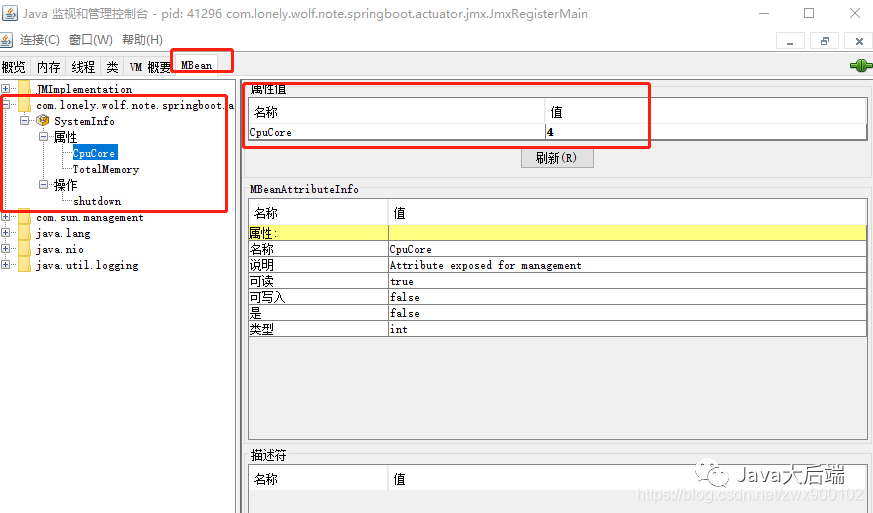 Java 监视和管理控制台 - pid: 41296 com.lonely.wolf.note.springboot.actuator.jmx.JmxRegisterMain
连接(C) 窗口(W) 帮助(H)
概览 内存 线程 类 VM 概要 MBean
JMImplementation
com.lonely.wolf.note.springboot.a
SystemInfo
属性
CpuCore
TotalMemory
操作
shutdown
com.sun.management
java.lang
java.nio
java.util.logging
属性值
名称 值
CpuCore 4
刷新(R)
MBeanAttributeInfo
名称 值
属性:
名称 CpuCore
说明 Attribute exposed for management
可读 true
可写入 false
是 false
类型 int
描述符
名称 值
Java大后端
https://blog.csdn.net/zwx900102